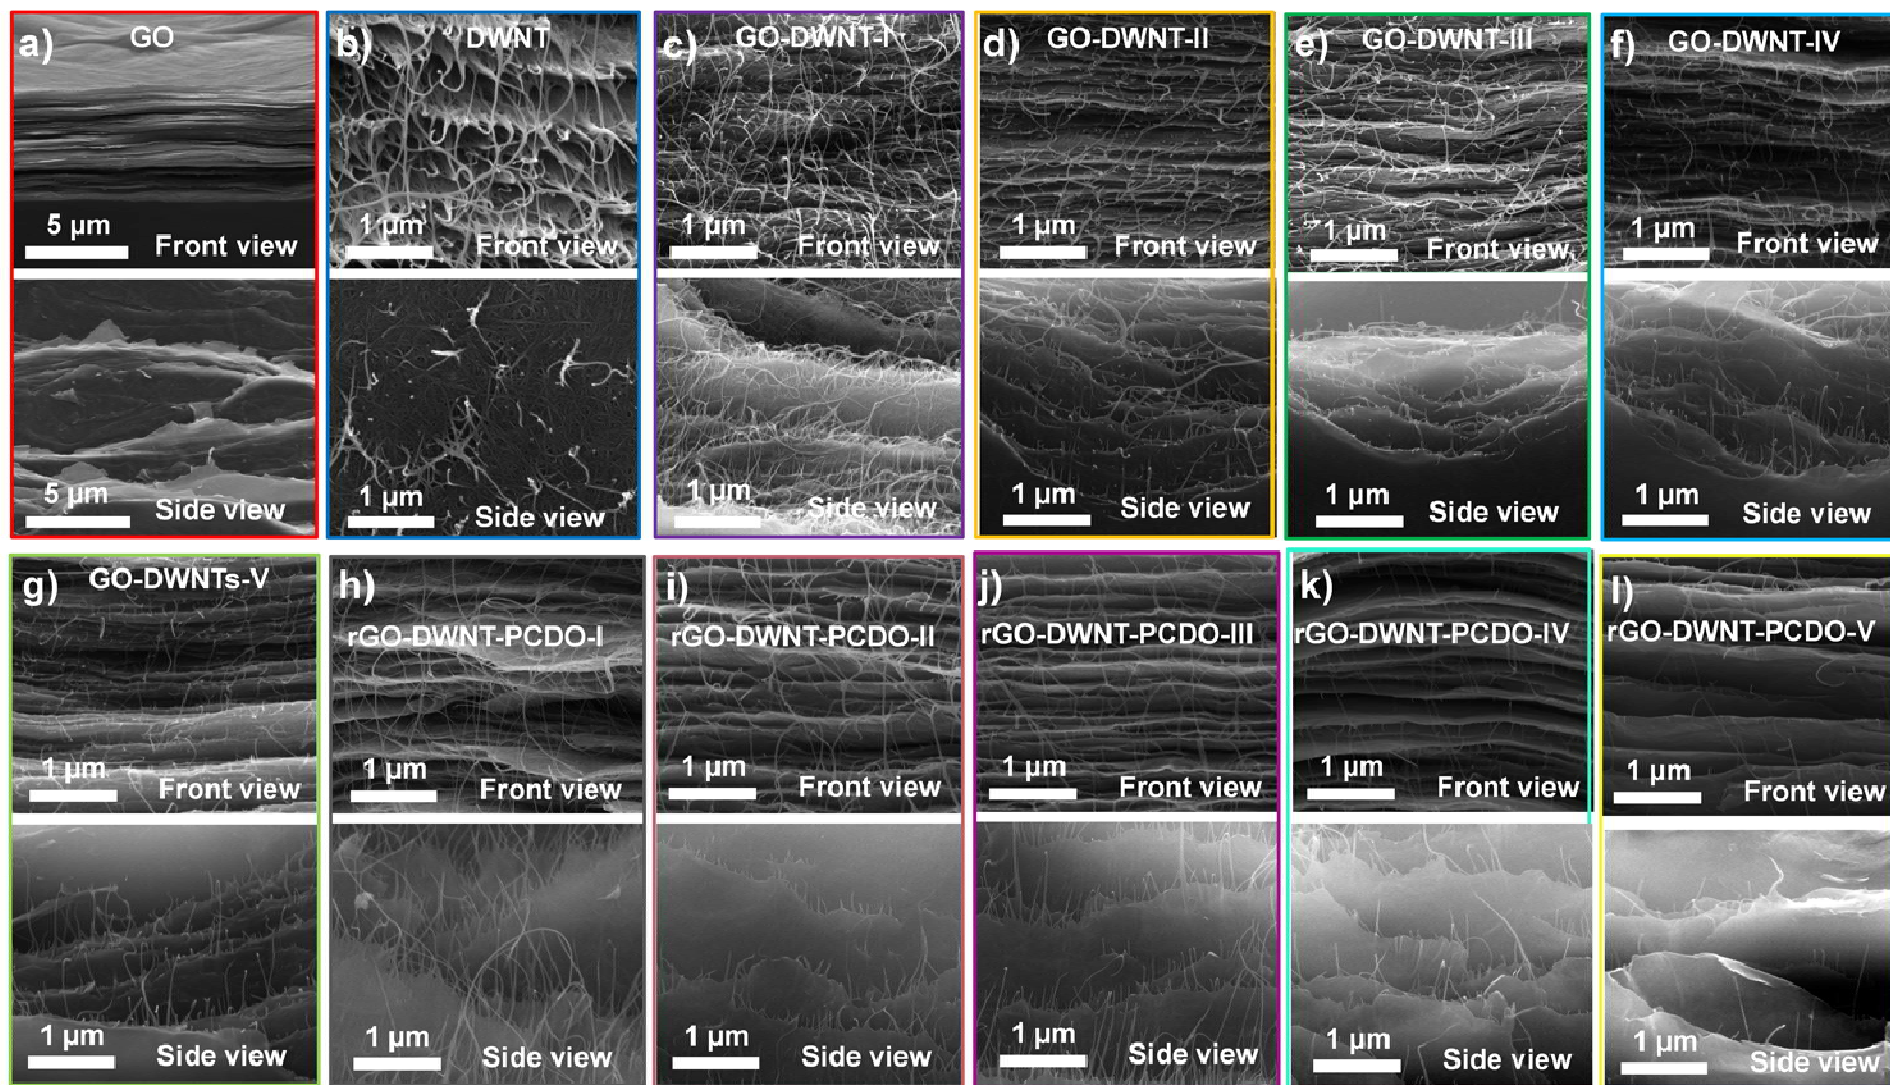 a) GO
5 µm
Front view
5 µm
Side view
b) DWNT
1 µm
Front view
1 µm
Side view
c) GO-DWNT-I
1 µm
Front view
1 µm
Side view
d) GO-DWNT-II
1 µm
Front view
1 µm
Side view
e) GO-DWNT-III
1 µm
Front view
1 µm
Side view
f) GO-DWNT-IV
1 µm
Front view
1 µm
Side view
g) GO-DWNTs-V
1 µm
Front view
1 µm
Side view
h)
rGO-DWNT-PCDO-I
1 µm
Front view
1 µm
Side view
i)
rGO-DWNT-PCDO-II
1 µm
Front view
1 µm
Side view
j)
rGO-DWNT-PCDO-III
1 µm
Front view
1 µm
Side view
k)
rGO-DWNT-PCDO-IV
1 µm
Front view
1 µm
Side view
l)
rGO-DWNT-PCDO-V
1 µm
Front view
1 µm
Side view